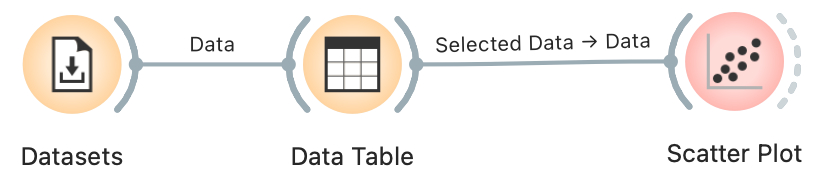 Data
Selected Data → Data
Datasets
Data Table
Scatter Plot